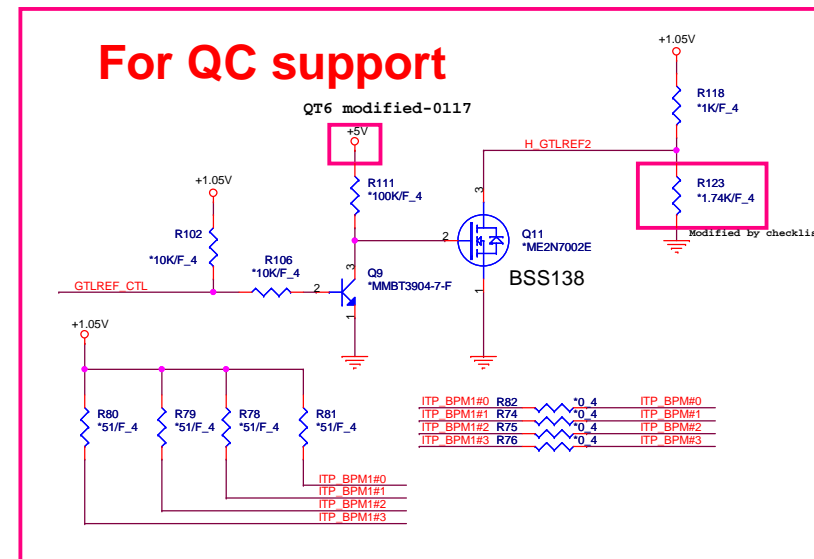 For QC support
QT6 modified-0117
+5V
R111
*100K/F_4
+1.05V
R118
*1K/F_4
H_GTLREF2
R123
*1.74K/F_4
Modified by checklis
+1.05V
R102
*10K/F_4
R106
*10K/F_4
GTLREF_CTL
2
3
1
Q9
*MMBT3904-7-F
2
3
1
Q11
*ME2N7002E
BSS138
+1.05V
R80
*51/F_4
R79
*51/F_4
R78
*51/F_4
R81
*51/F_4
ITP_BPM1#0
ITP_BPM1#1
ITP_BPM1#2
ITP_BPM1#3
ITP_BPM1#0 R82 *0_4 ITP_BPM#0
ITP_BPM1#1 R74 *0_4 ITP_BPM#1
ITP_BPM1#2 R75 *0_4 ITP_BPM#2
ITP_BPM1#3 R76 *0_4 ITP_BPM#3